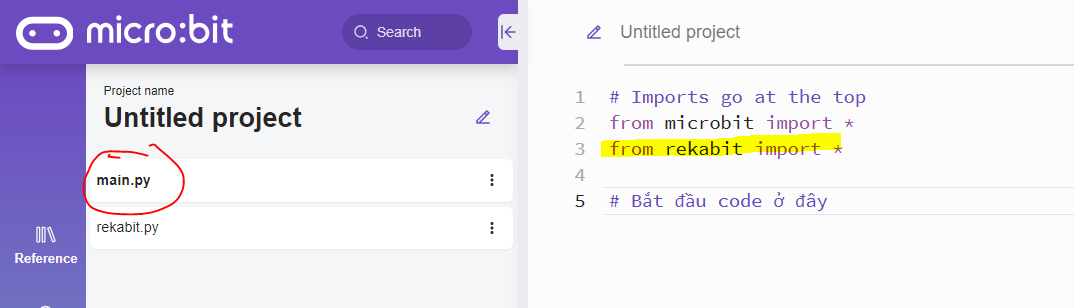 micro:bit
Search
Project name
Untitled project
main.py
rekabit.py
Reference
Untitled project
1 # Imports go at the top
2 from microbit import *
3 from rekabit import *
4
5 # Bắt đầu code ở đây